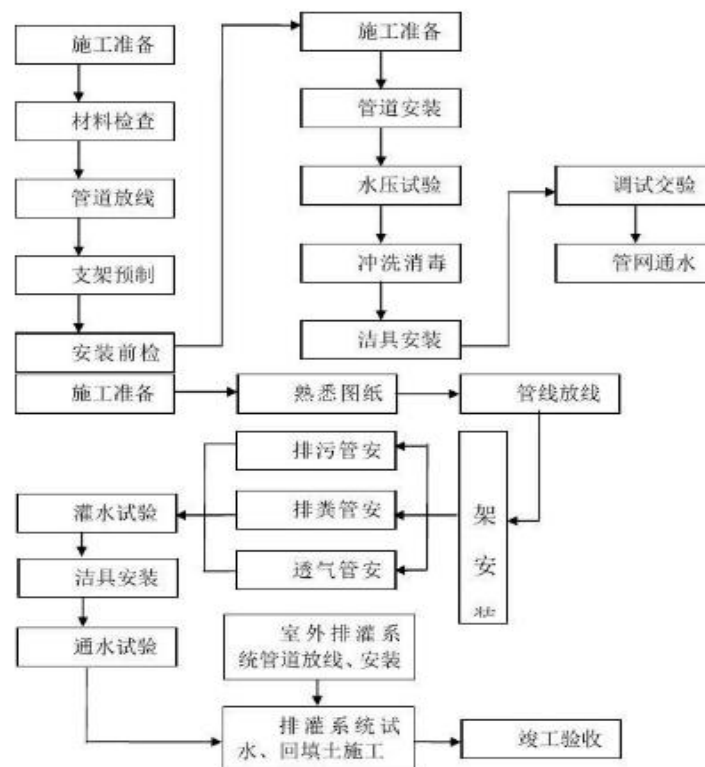 施工准备
材料检查
管道放线
支架预制
安装前检
施工准备
管道安装
水压试验
冲洗消毒
洁具安装
调试交验
管网通水
施工准备
熟悉图纸
管线放线
架安装
排污管安
排粪管安
透气管安
灌水试验
洁具安装
通水试验
室外排灌系
统管道放线、安装
排灌系统试
水、回填土施工
竣工验收